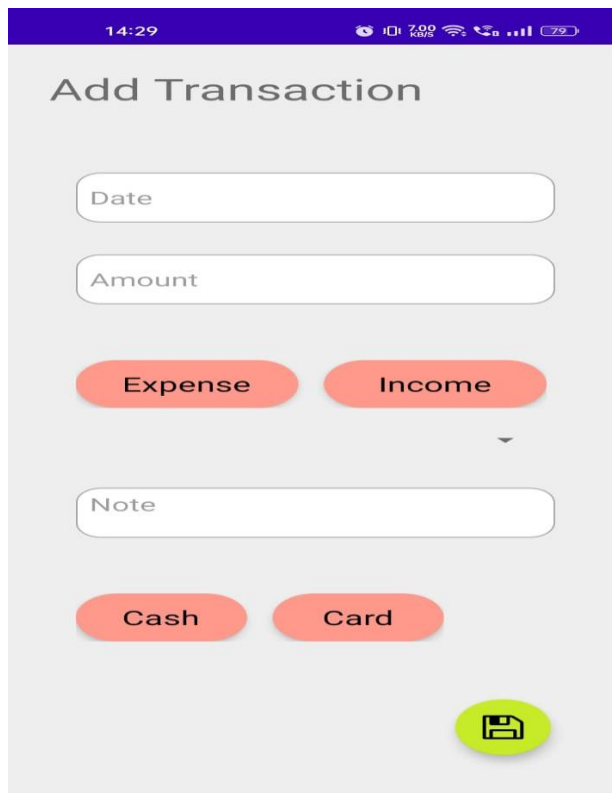 14:29 7.00 KB/S 79
Add Transaction
Date
Amount
Expense Income
Note
Cash Card